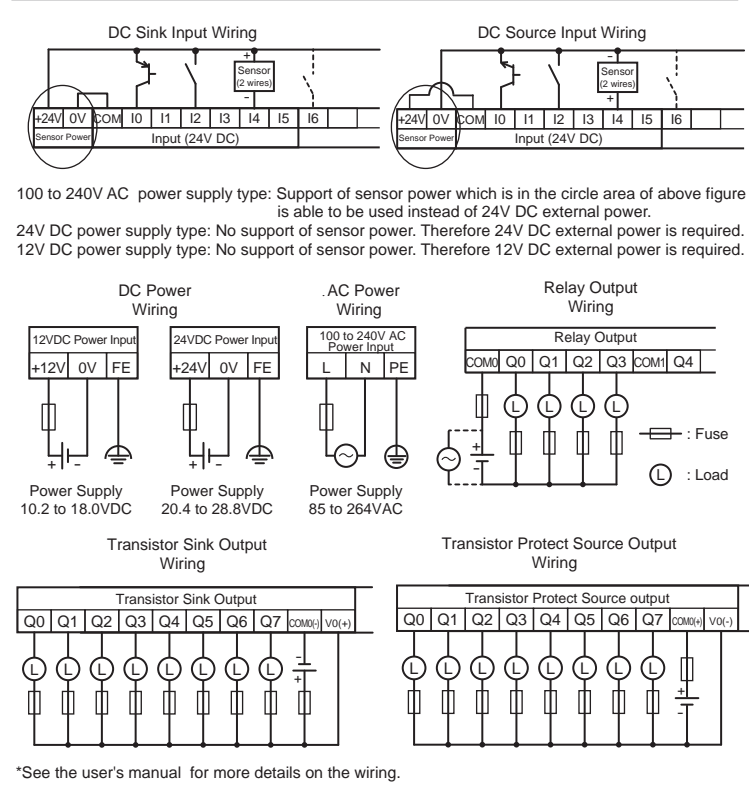 DC Sink Input Wiring
DC Source Input Wiring
+
Sensor
(2 wires)
-
+24V 0V COM I0 I1 I2 I3 I4 I5 I6
Sensor Power
Input (24V DC)
-
Sensor
(2 wires)
+
+24V 0V COM I0 I1 I2 I3 I4 I5 I6
Sensor Power
Input (24V DC)
100 to 240V AC power supply type: Support of sensor power which is in the circle area of above figure
is able to be used instead of 24V DC external power.
24V DC power supply type: No support of sensor power. Therefore 24V DC external power is required.
12V DC power supply type: No support of sensor power. Therefore 12V DC external power is required.
DC Power
Wiring
12VDC Power Input
+12V 0V FE
+ -
Power Supply
10.2 to 18.0VDC
24VDC Power Input
+24V 0V FE
+ -
Power Supply
20.4 to 28.8VDC
.AC Power
Wiring
100 to 240V AC
Power Input
L N PE
Power Supply
85 to 264VAC
Relay Output
Wiring
Relay Output
COM0 Q0 Q1 Q2 Q3 COM1 Q4
L L L L
+
-
: Fuse
L : Load
Transistor Sink Output
Wiring
Transistor Sink Output
Q0 Q1 Q2 Q3 Q4 Q5 Q6 Q7 COM0(-) V0(+)
L L L L L L L L
-
+
Transistor Protect Source Output
Wiring
Transistor Protect Source output
Q0 Q1 Q2 Q3 Q4 Q5 Q6 Q7 COM0(+) V0(-)
L L L L L L L L
+
-
*See the user's manual for more details on the wiring.